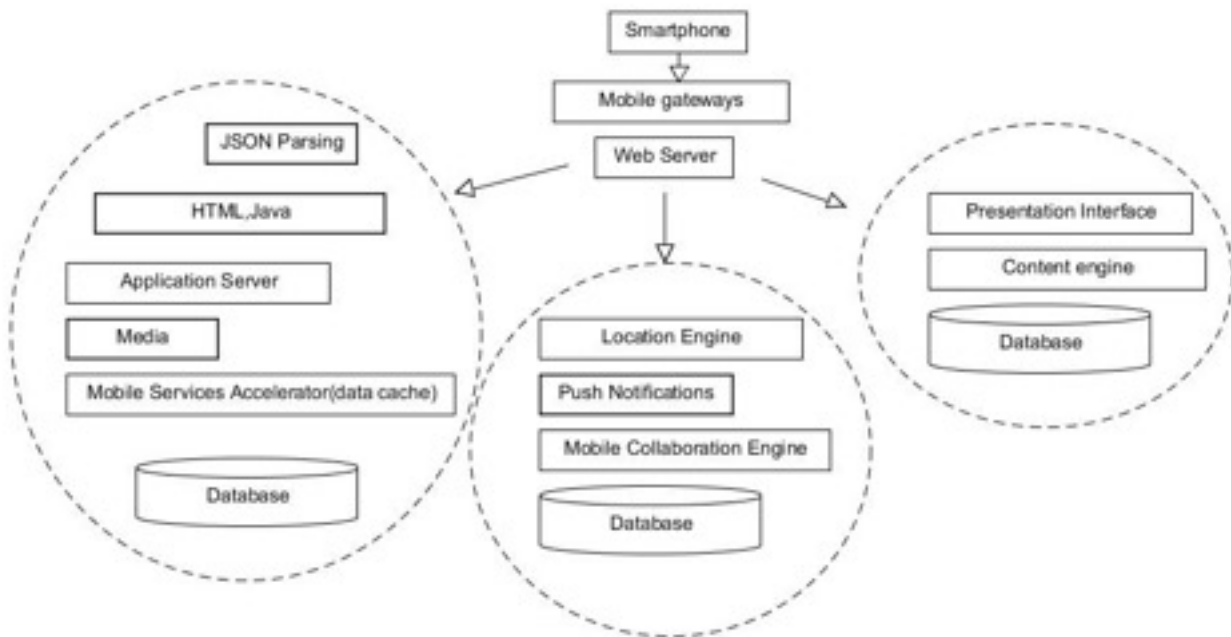 Smartphone
Mobile gateways
Web Server
JSON Parsing
HTML,Java
Application Server
Media
Mobile Services Accelerator(data cache)
Database
Location Engine
Push Notifications
Mobile Collaboration Engine
Database
Presentation Interface
Content engine
Database